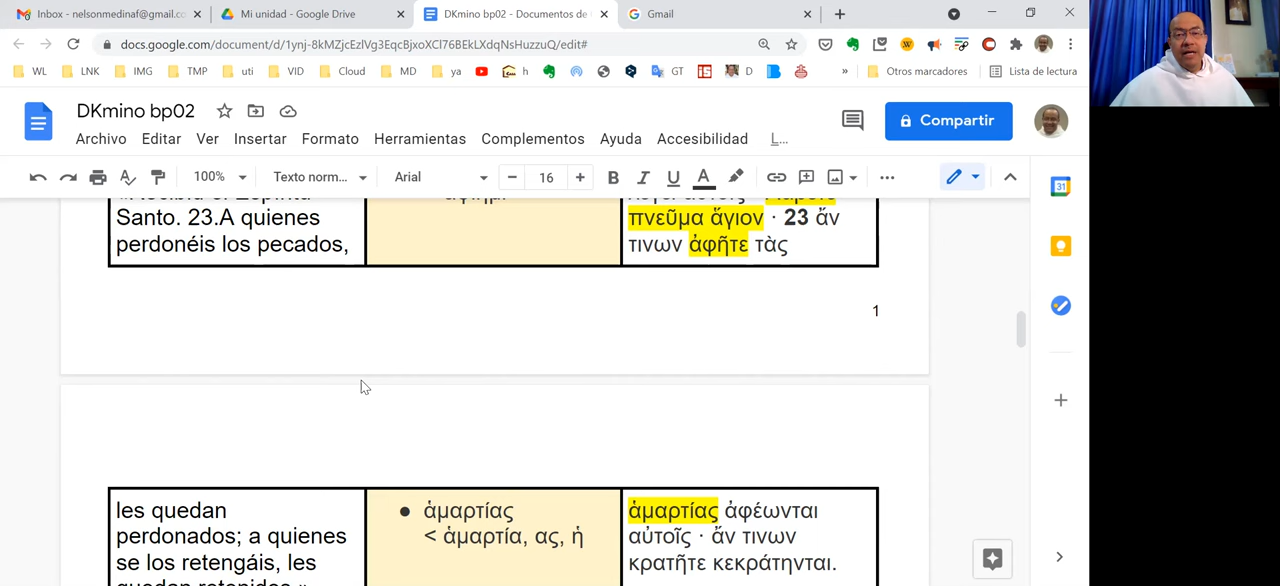 Inbox - nelsonmedinaf@gmail.co
Mi unidad - Google Drive
DKmino bp02 - Documentos de
Gmail
docs.google.com/document/d/1ynj-8kMZjcEzlVg3EqcBjxoXCl76BEkLXdqNsHuzzuQ/edit#
WL
LNK
IMG
TMP
uti
VID
Cloud
MD
ya
h
GT
D
»
Otros marcadores
Lista de lectura
DKmino bp02
Compartir
Archivo Editar Ver Insertar Formato Herramientas Complementos Ayuda Accesibilidad L...
100%
Texto norm...
Arial
16
B I U A
Santo. 23.A quienes
perdonéis los pecados,
πνεῦμα ἅγιον · 23 ἄν
τινων ἀφῆτε τὰς
1
les quedan
perdonados; a quienes
se los retengáis, les
● ἁμαρτίας
< ἁμαρτία, ας, ἡ
ἁμαρτίας ἀφέωνται
αὐτοῖς · ἄν τινων
κρατῆτε κεκράτηνται.
31